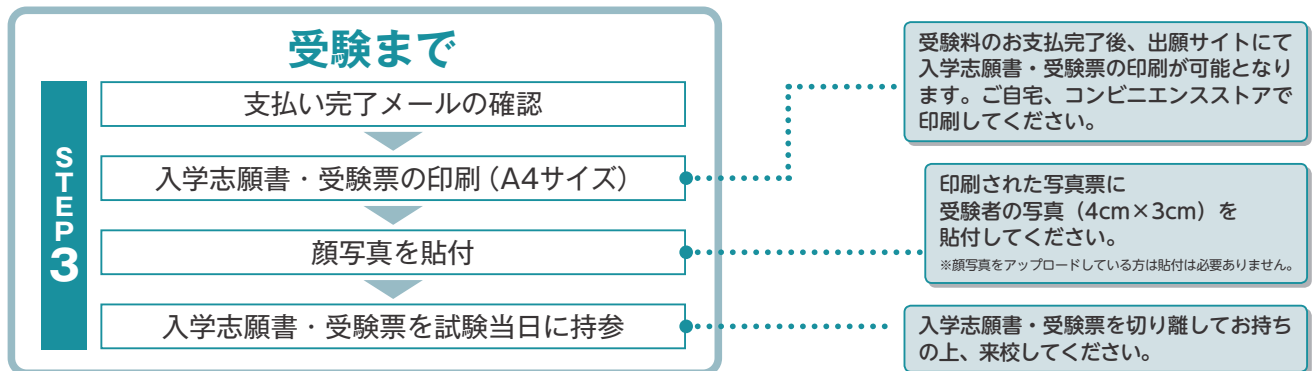 受験まで
STEP3
支払い完了メールの確認
入学志願書・受験票の印刷（A4サイズ）
顔写真を貼付
入学志願書・受験票を試験当日に持参
受験料のお支払完了後、出願サイトにて
入学志願書・受験票の印刷が可能となり
ます。ご自宅、コンビニエンスストアで
印刷してください。
印刷された写真票に
受験者の写真（4cm×3cm）を
貼付してください。
※顔写真をアップロードしている方は貼付は必要ありません。
入学志願書・受験票を切り離してお持ち
の上、来校してください。